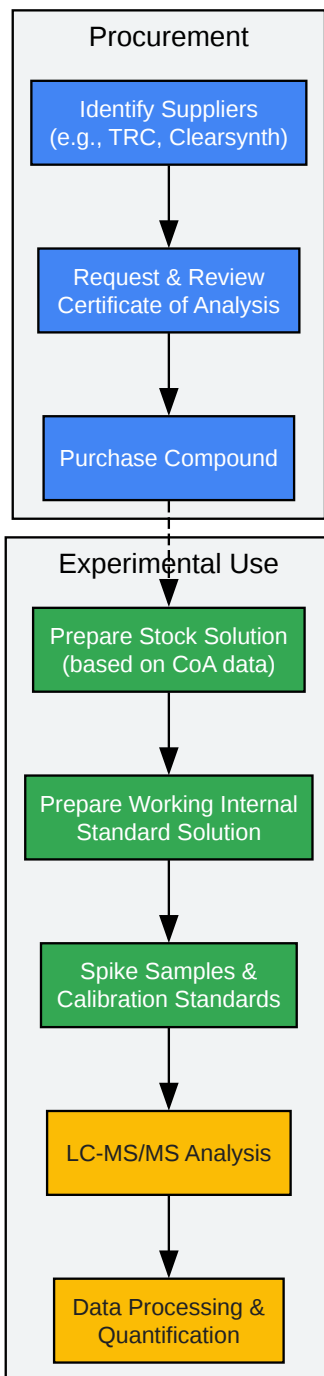 Procurement
Identify Suppliers
(e.g., TRC, Clearsynth)
Request & Review
Certificate of Analysis
Purchase Compound
Experimental Use
Prepare Stock Solution
(based on CoA data)
Prepare Working Internal
Standard Solution
Spike Samples &
Calibration Standards
LC-MS/MS Analysis
Data Processing &
Quantification